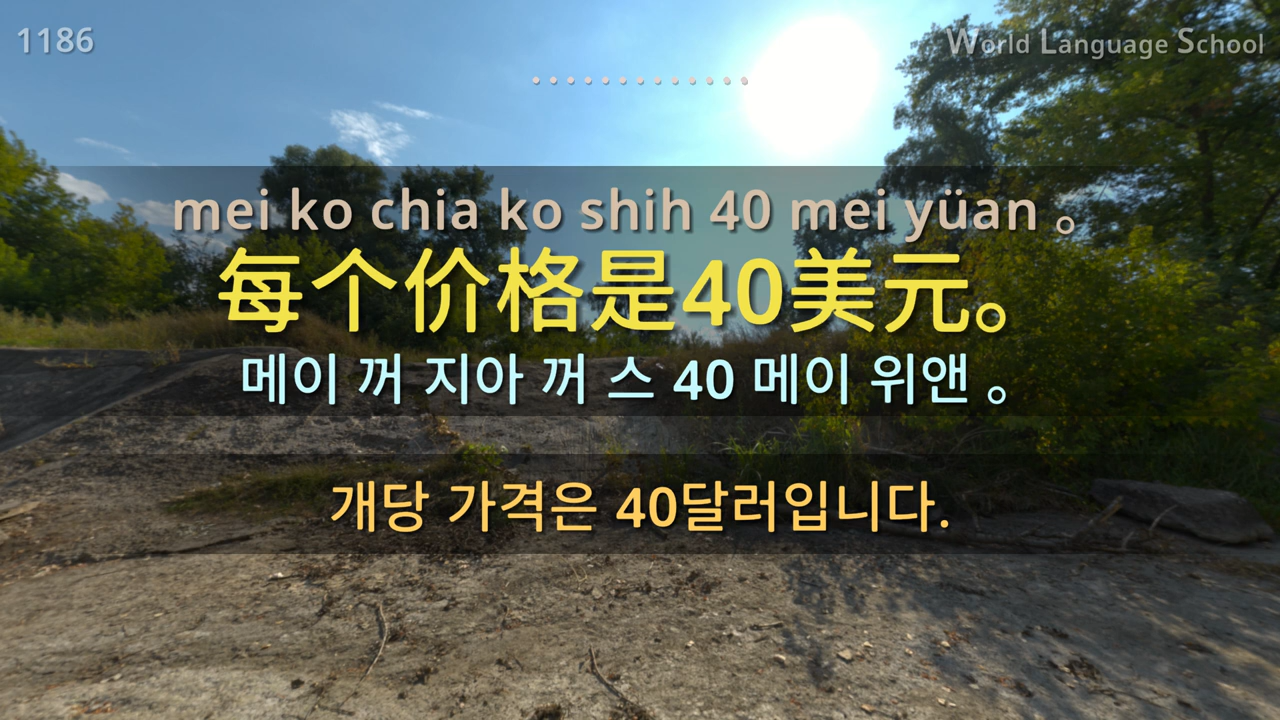 1186
World Language School
.............
mei ko chia ko shih 40 mei yüan 。
每个价格是40美元。
메이 꺼 지아 꺼 스 40 메이 위앤 。
개당 가격은 40달러입니다.